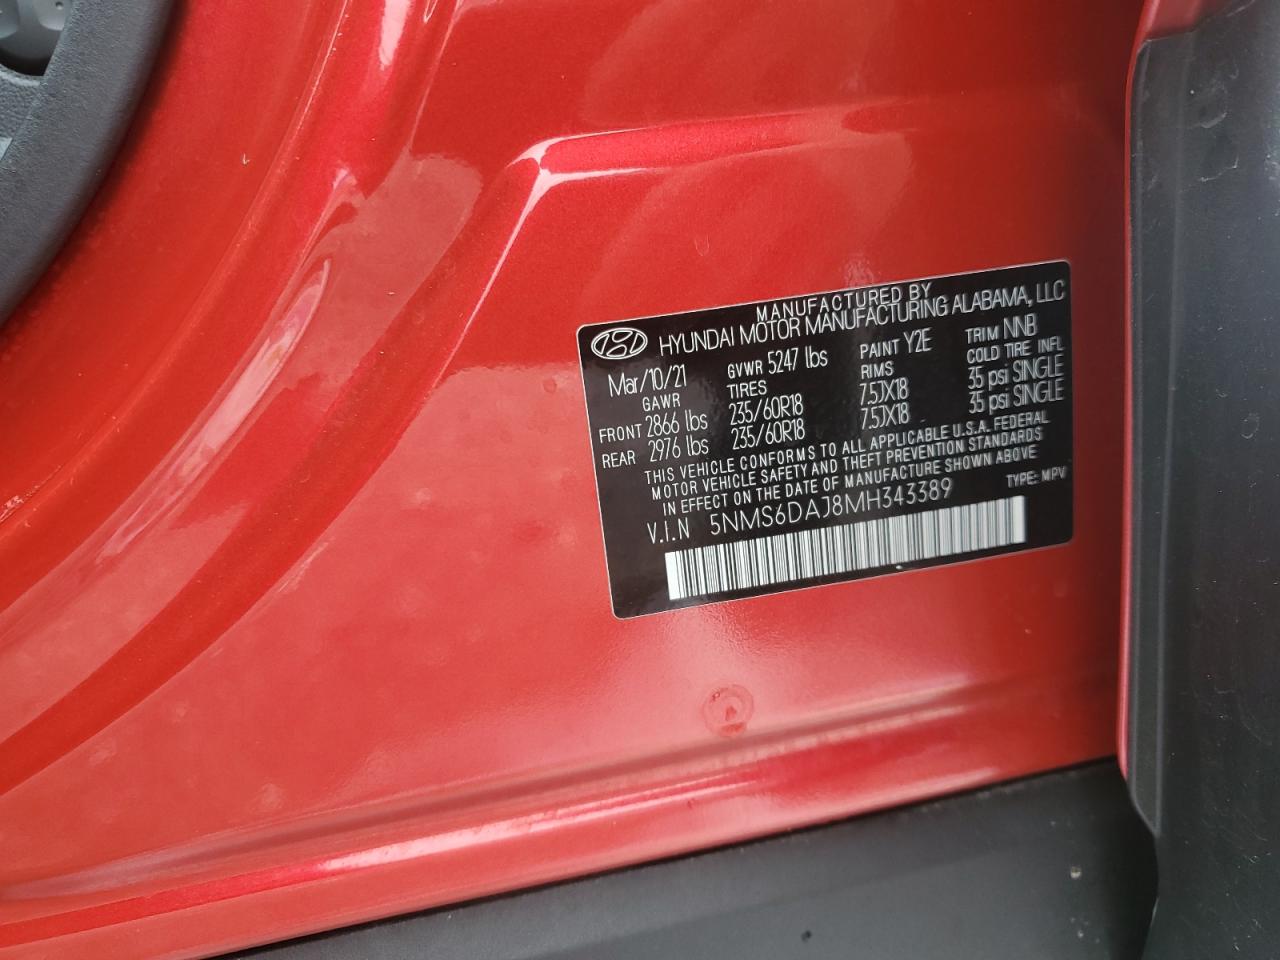 MANUFACTURED BY
HYUNDAI MOTOR MANUFACTURING ALABAMA, LLC
Mar/10/21 GVWR 5247 lbs PAINT Y2E TRIM NNB
GAWR TIRES RIMS COLD TIRE INFL
FRONT 2866 lbs 235/60R18 7.5JX18 35 psi SINGLE
REAR 2976 lbs 235/60R18 7.5JX18 35 psi SINGLE
THIS VEHICLE CONFORMS TO ALL APPLICABLE U.S.A. FEDERAL
MOTOR VEHICLE SAFETY AND THEFT PREVENTION STANDARDS
IN EFFECT ON THE DATE OF MANUFACTURE SHOWN ABOVE
V.I.N 5NMS6DAJ8MH343389 TYPE: MPV